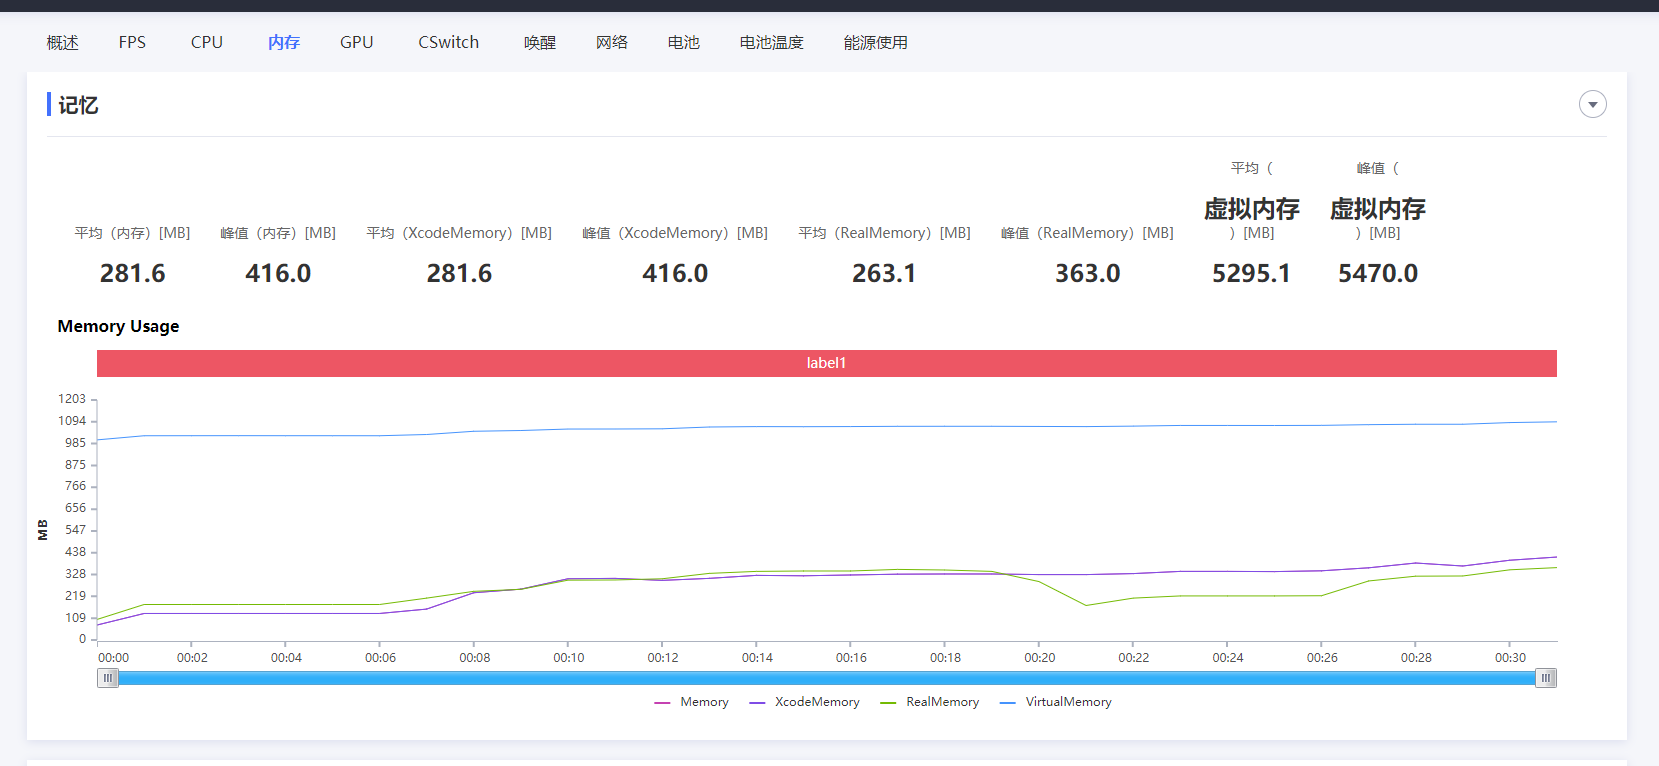 概述 FPS CPU 内存 GPU CSwitch 唤醒 网络 电池 电池温度 能源使用
记忆
平均（内存）[MB]
281.6
峰值（内存）[MB]
416.0
平均（XcodeMemory）[MB]
281.6
峰值（XcodeMemory）[MB]
416.0
平均（RealMemory）[MB]
263.1
峰值（RealMemory）[MB]
363.0
平均（
虚拟内存
）[MB]
5295.1
峰值（
虚拟内存
）[MB]
5470.0
Memory Usage
label1
MB
1203
1094
985
875
766
656
547
438
328
219
109
0
00:00 00:02 00:04 00:06 00:08 00:10 00:12 00:14 00:16 00:18 00:20 00:22 00:24 00:26 00:28 00:30
Memory XcodeMemory RealMemory VirtualMemory